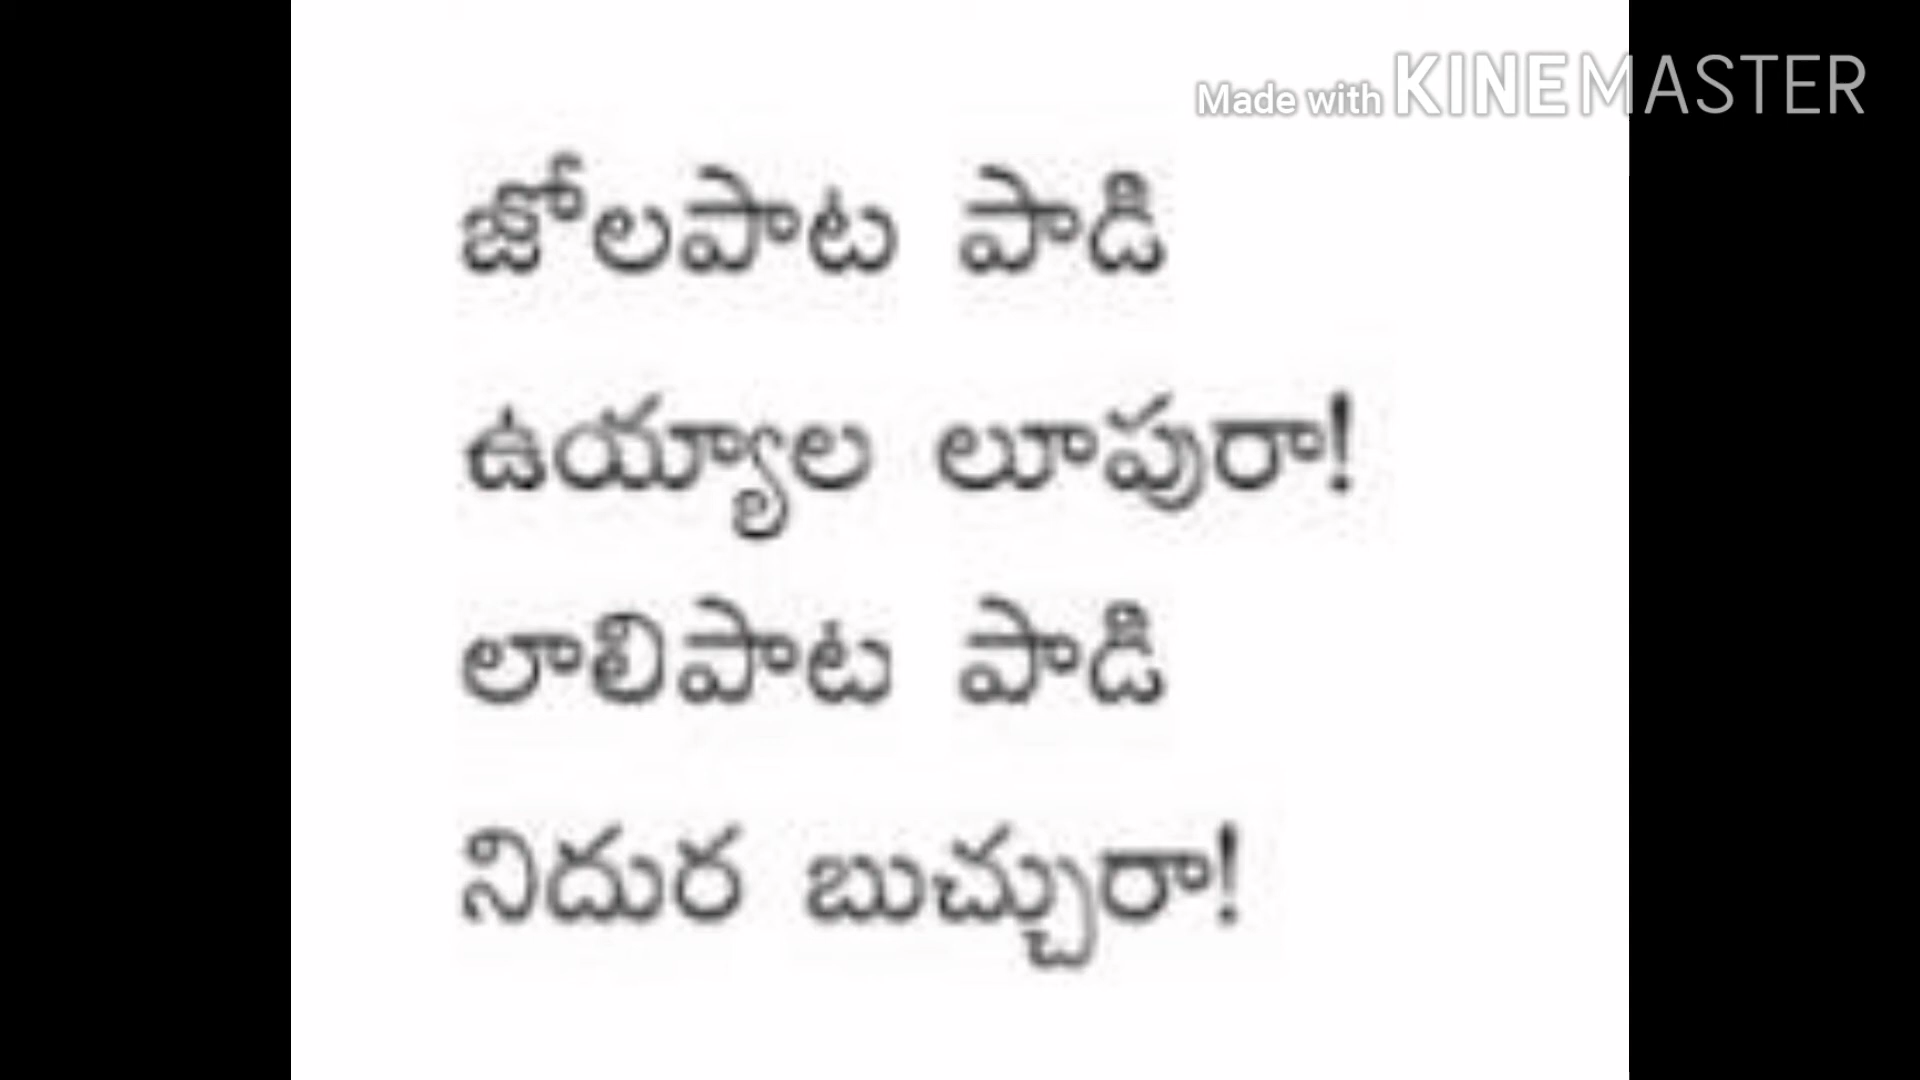 Made with KINEMASTER
జోలపాట పాడి
ఉయ్యాల లూపురా!
లాలిపాట పాడి
నిదుర బుచ్చురా!